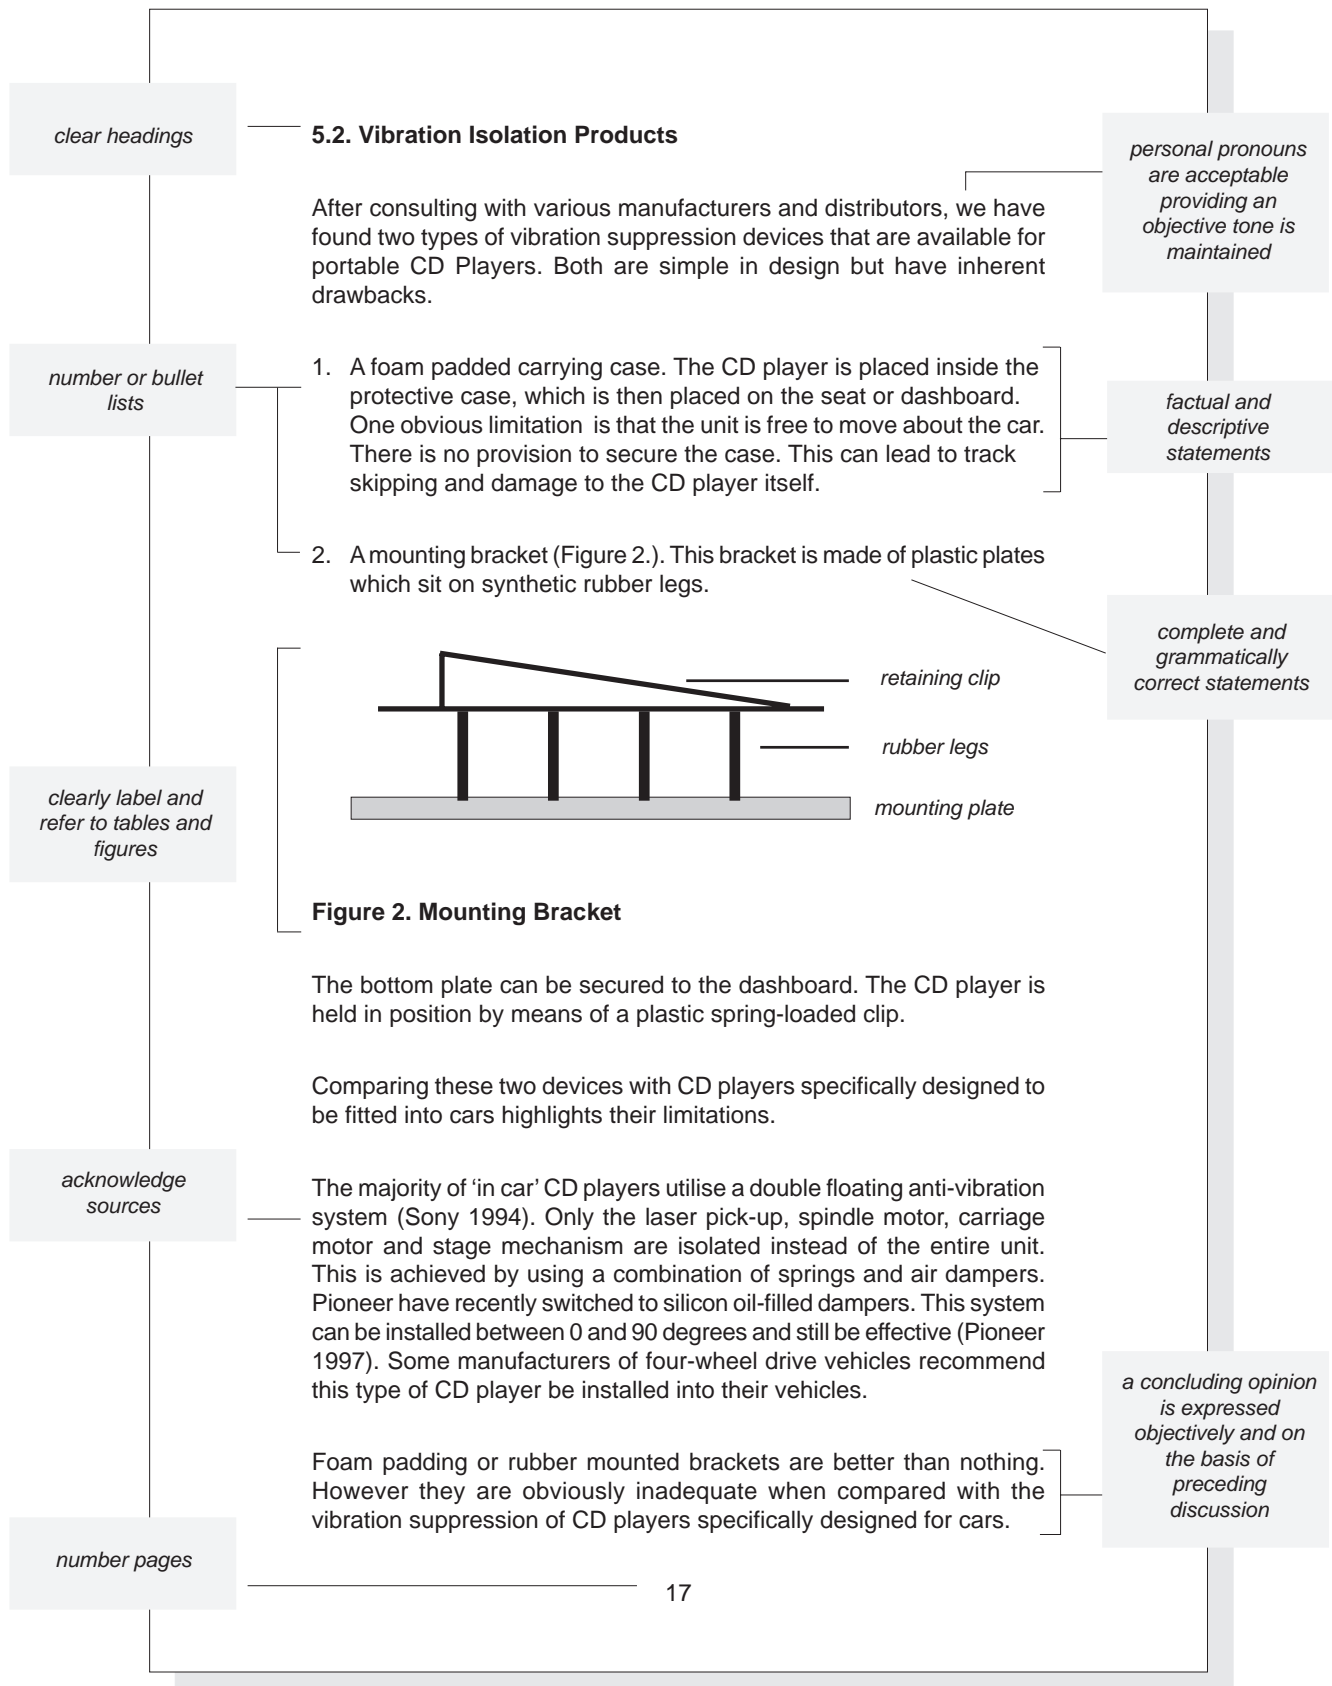 clear headings
5.2. Vibration Isolation Products
personal pronouns
are acceptable
providing an
objective tone is
maintained
After consulting with various manufacturers and distributors, we have
found two types of vibration suppression devices that are available for
portable CD Players. Both are simple in design but have inherent
drawbacks.
number or bullet
lists
1. A foam padded carrying case. The CD player is placed inside the
protective case, which is then placed on the seat or dashboard.
One obvious limitation is that the unit is free to move about the car.
There is no provision to secure the case. This can lead to track
skipping and damage to the CD player itself.
factual and
descriptive
statements
2. A mounting bracket (Figure 2.). This bracket is made of plastic plates
which sit on synthetic rubber legs.
complete and
grammatically
correct statements
retaining clip
rubber legs
mounting plate
clearly label and
refer to tables and
figures
Figure 2. Mounting Bracket
The bottom plate can be secured to the dashboard. The CD player is
held in position by means of a plastic spring-loaded clip.
Comparing these two devices with CD players specifically designed to
be fitted into cars highlights their limitations.
acknowledge
sources
The majority of ‘in car’ CD players utilise a double floating anti-vibration
system (Sony 1994). Only the laser pick-up, spindle motor, carriage
motor and stage mechanism are isolated instead of the entire unit.
This is achieved by using a combination of springs and air dampers.
Pioneer have recently switched to silicon oil-filled dampers. This system
can be installed between 0 and 90 degrees and still be effective (Pioneer
1997). Some manufacturers of four-wheel drive vehicles recommend
this type of CD player be installed into their vehicles.
a concluding opinion
is expressed
objectively and on
the basis of
preceding
discussion
Foam padding or rubber mounted brackets are better than nothing.
However they are obviously inadequate when compared with the
vibration suppression of CD players specifically designed for cars.
number pages
17